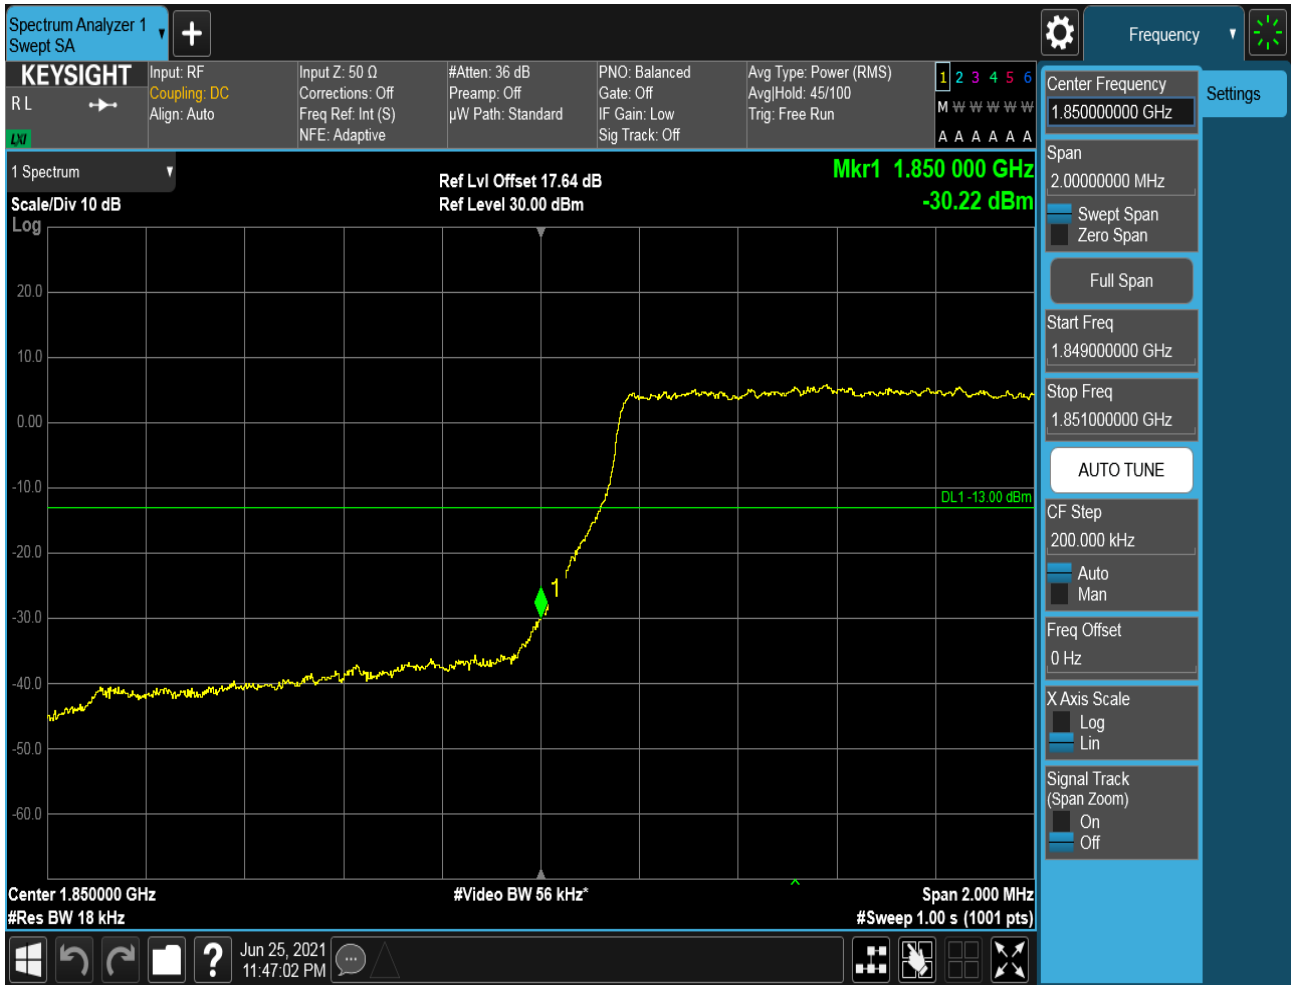 Spectrum Analyzer 1
Swept SA
Frequency
KEYSIGHT
R L
LXI
Input: RF
Coupling: DC
Align: Auto
Input Z: 50 Ω
Corrections: Off
Freq Ref: Int (S)
NFE: Adaptive
#Atten: 36 dB
Preamp: Off
µW Path: Standard
PNO: Balanced
Gate: Off
IF Gain: Low
Sig Track: Off
Avg Type: Power (RMS)
Avg|Hold: 45/100
Trig: Free Run
1 2 3 4 5 6
M W W W W W
A A A A A A
1 Spectrum
Scale/Div 10 dB
Log
Ref Lvl Offset 17.64 dB
Ref Level 30.00 dBm
Mkr1 1.850 000 GHz
-30.22 dBm
20.0
10.0
0.00
-10.0
-20.0
-30.0
-40.0
-50.0
-60.0
DL1 -13.00 dBm
1
Center 1.850000 GHz
#Res BW 18 kHz
#Video BW 56 kHz*
Span 2.000 MHz
#Sweep 1.00 s (1001 pts)
Center Frequency
1.850000000 GHz
Settings
Span
2.00000000 MHz
Swept Span
Zero Span
Full Span
Start Freq
1.849000000 GHz
Stop Freq
1.851000000 GHz
AUTO TUNE
CF Step
200.000 kHz
Auto
Man
Freq Offset
0 Hz
X Axis Scale
Log
Lin
Signal Track
(Span Zoom)
On
Off
?
Jun 25, 2021
11:47:02 PM